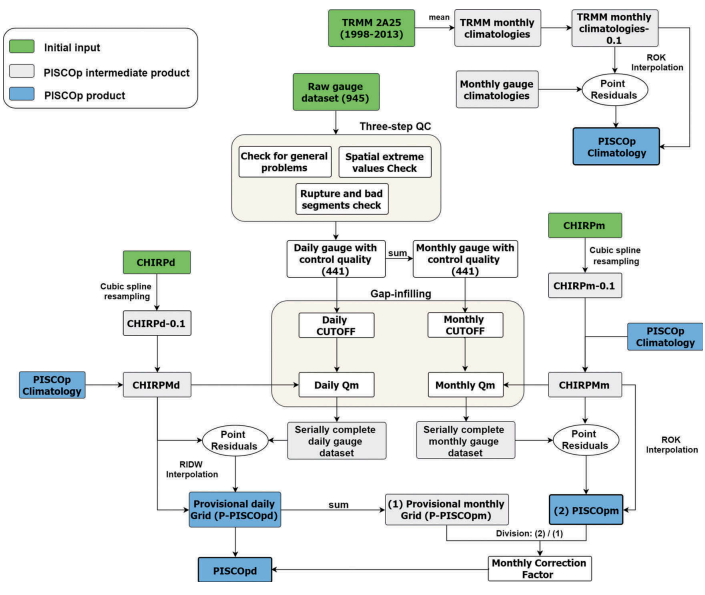 Initial input
PISCOp intermediate product
PISCOp product
TRMM 2A25
(1998-2013)
mean
TRMM monthly
climatologies
TRMM monthly
climatologies-
0.1
ROK
Interpolation
Monthly gauge
climatologies
Point
Residuals
PISCOp
Climatology
Raw gauge
dataset (945)
Three-step QC
Check for general
problems
Spatial extreme
values Check
Rupture and bad
segments check
Daily gauge with
control quality
(441)
sum
Monthly gauge with
control quality
(441)
CHIRPd
Cubic spline
resampling
CHIRPd-0.1
CHIRPm
Cubic spline
resampling
CHIRPm-0.1
Gap-infilling
Daily
CUTOFF
Monthly
CUTOFF
PISCOp
Climatology
PISCOp
Climatology
CHIRPMd
Daily Qm
Monthly Qm
CHIRPMm
Point
Residuals
Serially complete
daily gauge
dataset
Serially complete
monthly gauge
dataset
Point
Residuals
ROK
Interpolation
RIDW
Interpolation
Provisional daily
Grid (P-PISCOpd)
sum
(1) Provisional monthly
Grid (P-PISCOpm)
(2) PISCOpm
Division: (2) / (1)
PISCOpd
Monthly Correction
Factor